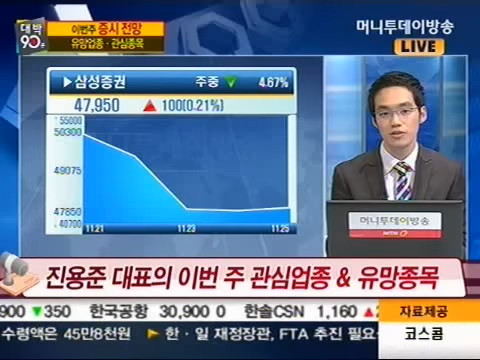 대박
90분
이번주 증시 전망
유망업종 · 관심종목
머니투데이방송
LIVE
▶ 삼성증권 주중 ▼ 4.67%
47,950 ▲ 100(0.21%)
55000
50300
49075
47850
40700
11.21 11.23 11.25
머니투데이방송
MTN
진용준 대표의 이번 주 관심업종 & 유망종목
900 ▼350 한국공항 30,900 0 한솔CSN 1,160 ▲2
자료제공
수령액은 45만8천원 ▶ 한·일 재정장관, FTA 추진 필요
코스콤